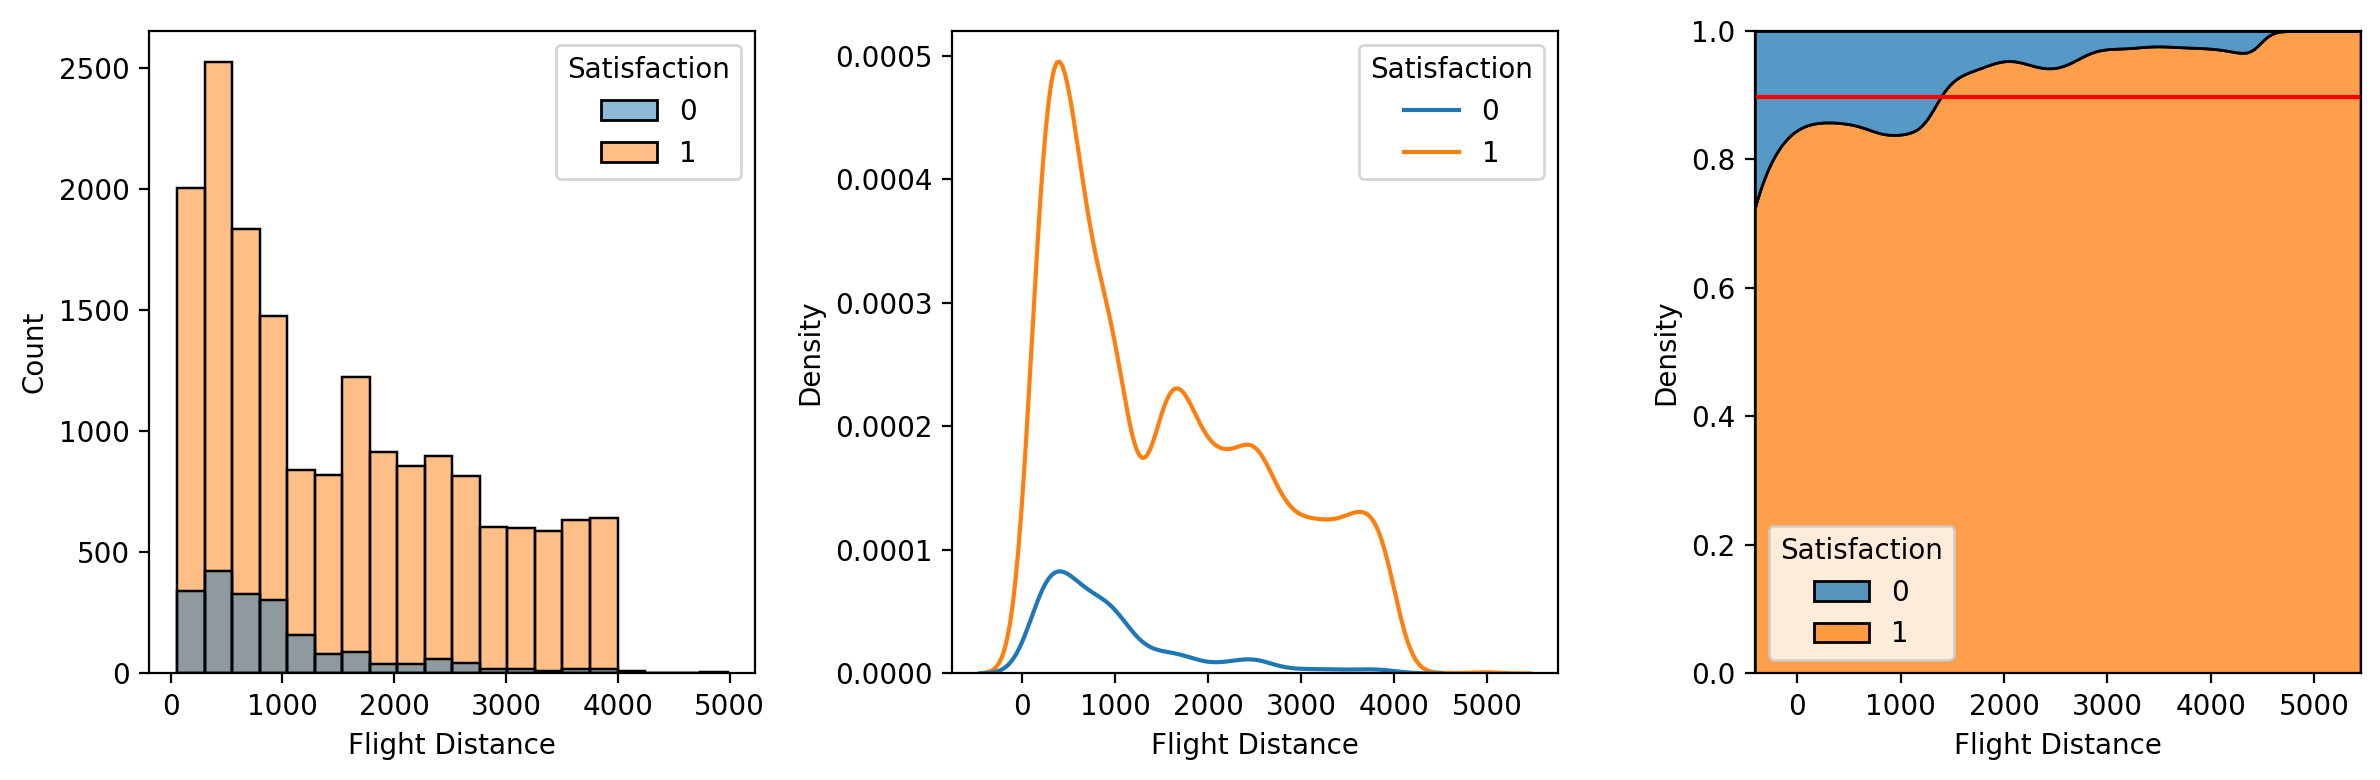 2500
2000
1500
1000
500
0
Count
0 1000 2000 3000 4000 5000
Flight Distance
Satisfaction
0
1
0.0005
0.0004
0.0003
0.0002
0.0001
0.0000
Density
0 1000 2000 3000 4000 5000
Flight Distance
Satisfaction
0
1
1.0
0.8
0.6
0.4
0.2
0.0
Density
0 1000 2000 3000 4000 5000
Flight Distance
Satisfaction
0
1